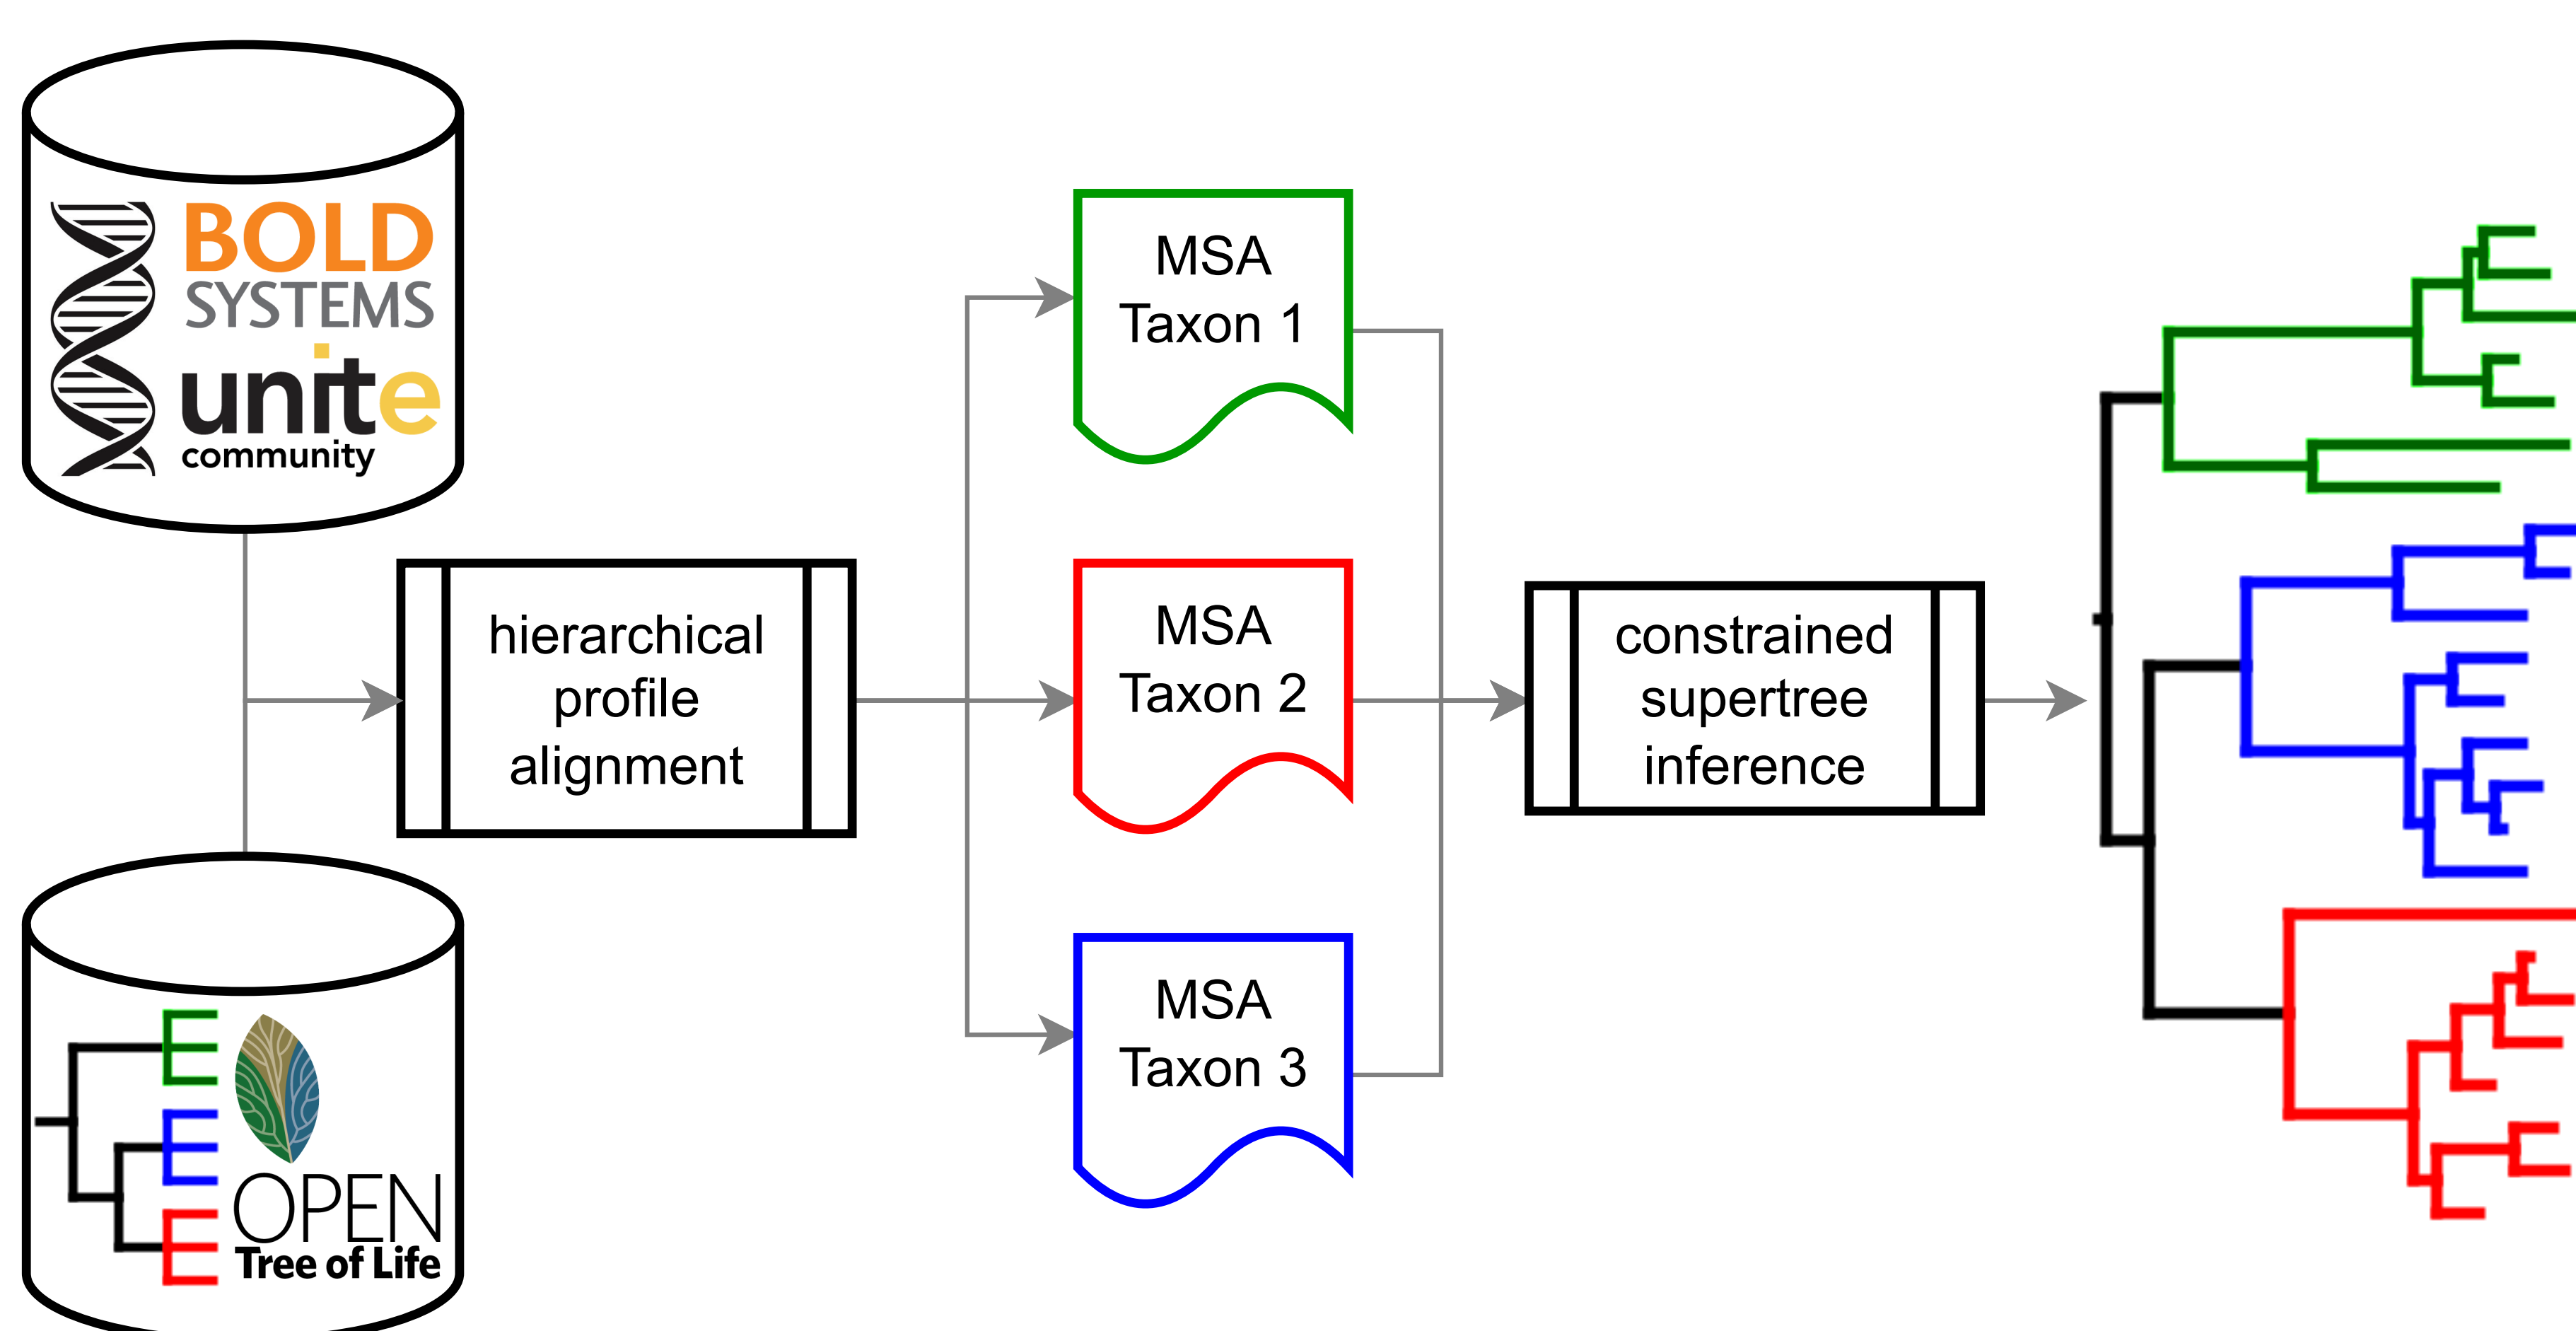 BOLD
SYSTEMS
unite
community
hierarchical
profile
alignment
MSA
Taxon 1
MSA
Taxon 2
MSA
Taxon 3
constrained
supertree
inference
OPEN
Tree of Life